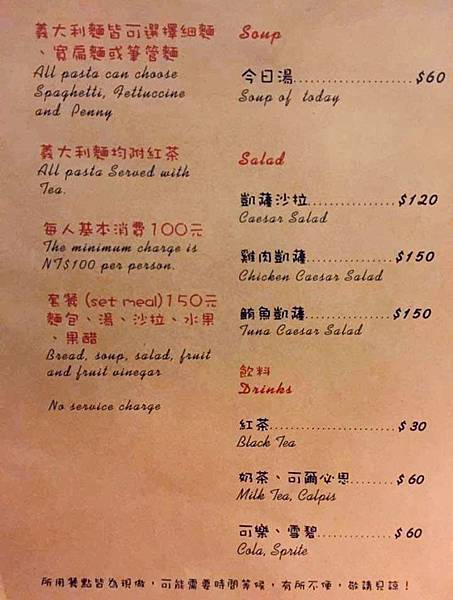 義大利麵皆可選擇細麵
、寬扁麵或筆管麵
All pasta can choose
Spaghetti, Fettuccine
and Penny
義大利麵均附紅茶
All pasta Served with
Tea.
每人基本消費100元
The minimum charge is
NT$100 per person.
套餐(set meal)150元
麵包、湯、沙拉、水果
、果醋
Bread, soup, salad, fruit
and fruit vinegar
No service charge
Soup
今日湯......................$60
Soup of today
Salad
凱薩沙拉................$120
Caesar Salad
雞肉凱薩................$150
Chicken Caesar Salad
鮪魚凱薩................$150
Tuna Caesar Salad
飲料
Drinks
紅茶.......................$30
Black Tea
奶茶、可爾必思........$60
Milk Tea, Calpis
可樂、雪碧..............$60
Cola, Sprite
所用餐點皆為現做，可能需要時間等候，有所不便，敬請見諒！